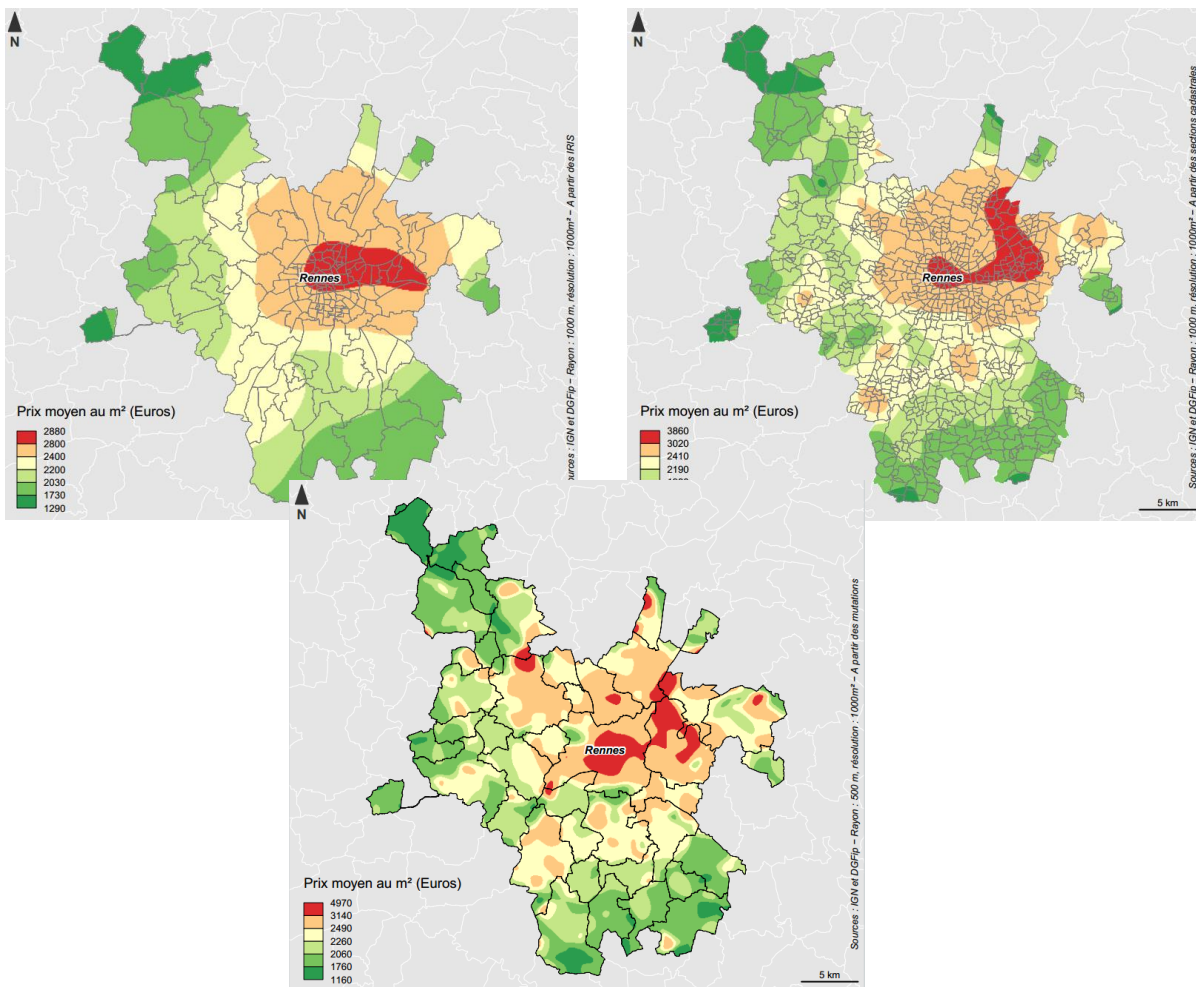 N
Rennes
Prix moyen au m² (Euros)
2880
2800
2400
2200
2030
1730
1290
ources : IGN et DGFip − Rayon : 1000 m, résolution : 1000m² − A partir des IRIS
N
Rennes
Prix moyen au m² (Euros)
3860
3020
2410
2190
5 km
Sources : IGN et DGFip − Rayon : 1000 m, résolution : 1000m² − A partir des sections cadastrales
N
Rennes
Prix moyen au m² (Euros)
4970
3140
2490
2260
2060
1760
1160
5 km
Sources : IGN et DGFip − Rayon : 500 m, résolution : 1000m² − A partir des mutations